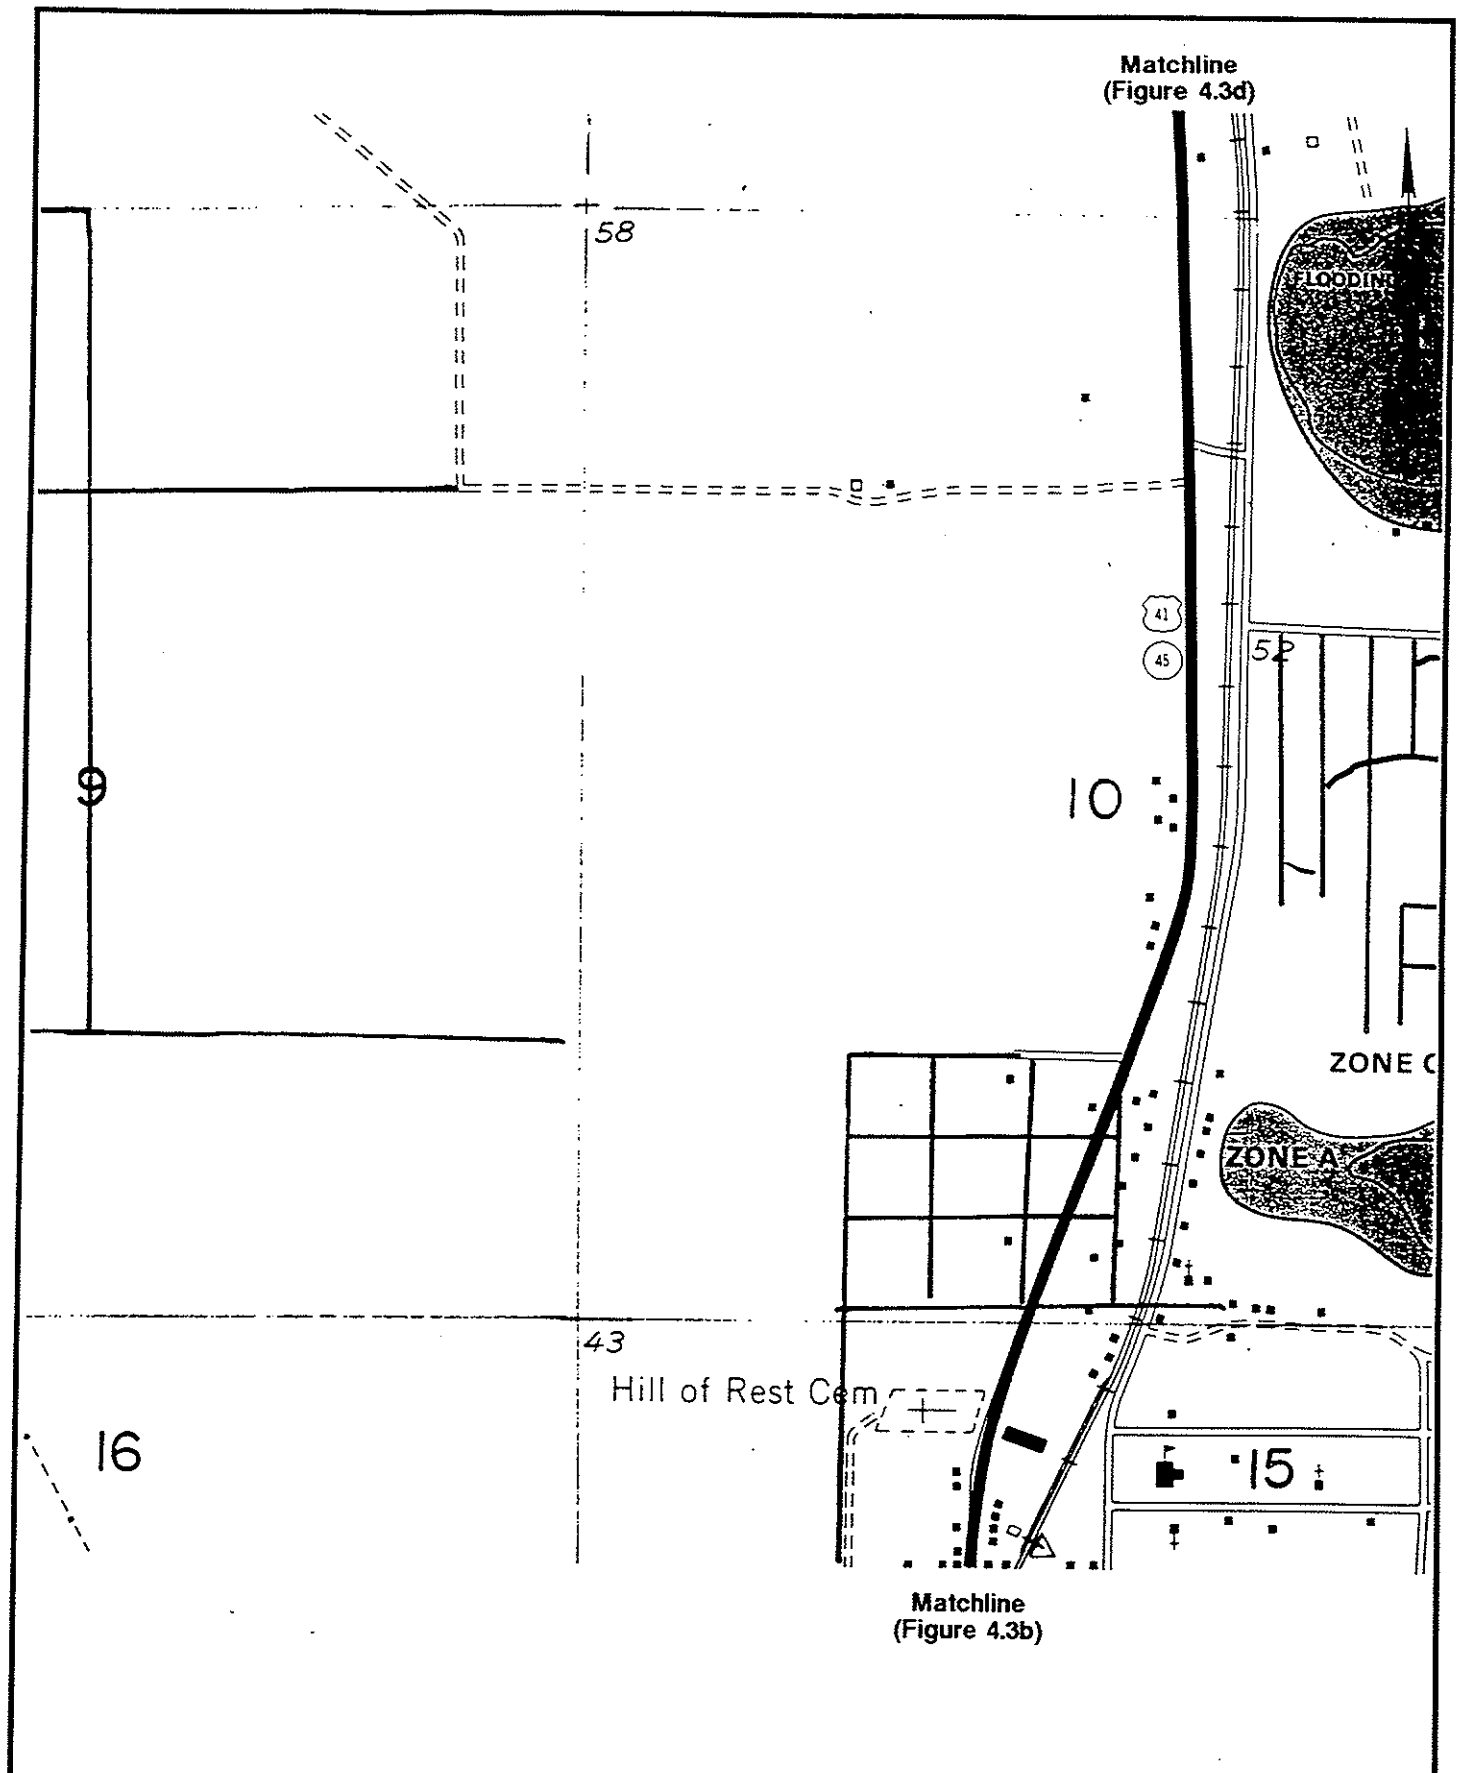 Matchline
(Figure 4.3d)
58
FLOODING
41
45
52
9
10
ZONE C
ZONE A
43
Hill of Rest Cem
16
15
Matchline
(Figure 4.3b)